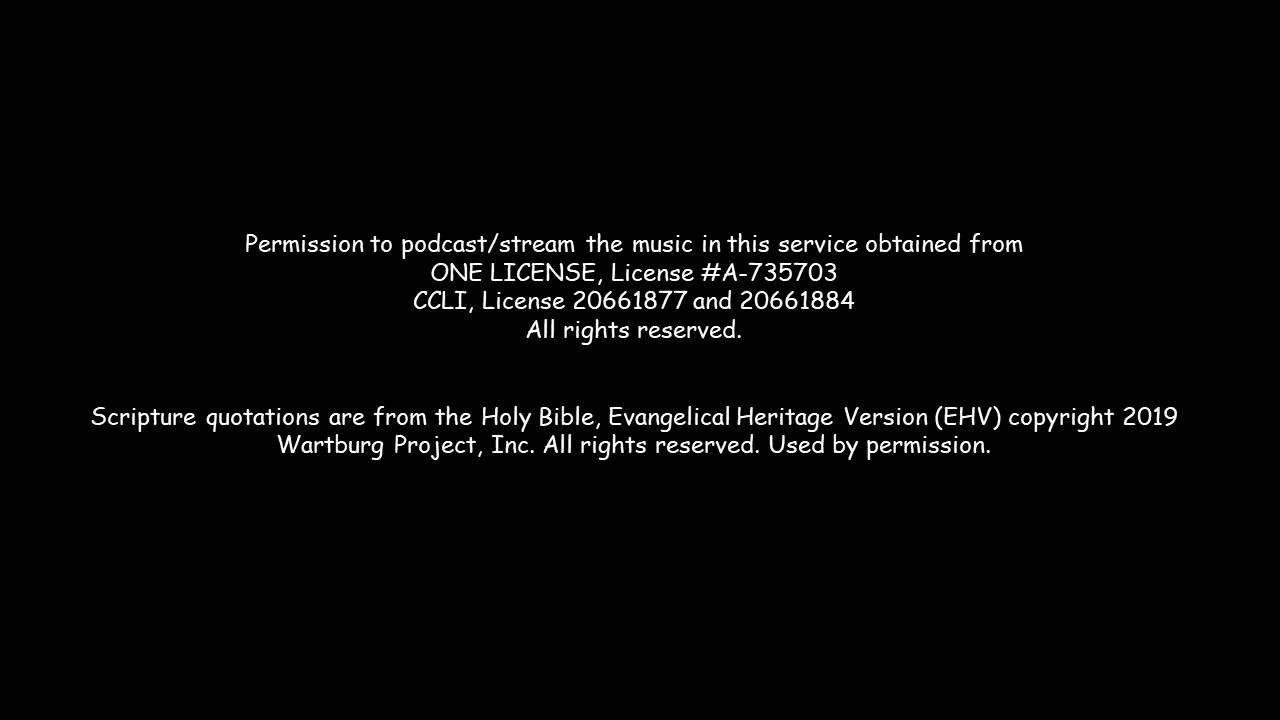 Permission to podcast/stream the music in this service obtained from
ONE LICENSE, License #A-735703
CCLI, License 20661877 and 20661884
All rights reserved.
Scripture quotations are from the Holy Bible, Evangelical Heritage Version (EHV) copyright 2019
Wartburg Project, Inc. All rights reserved. Used by permission.